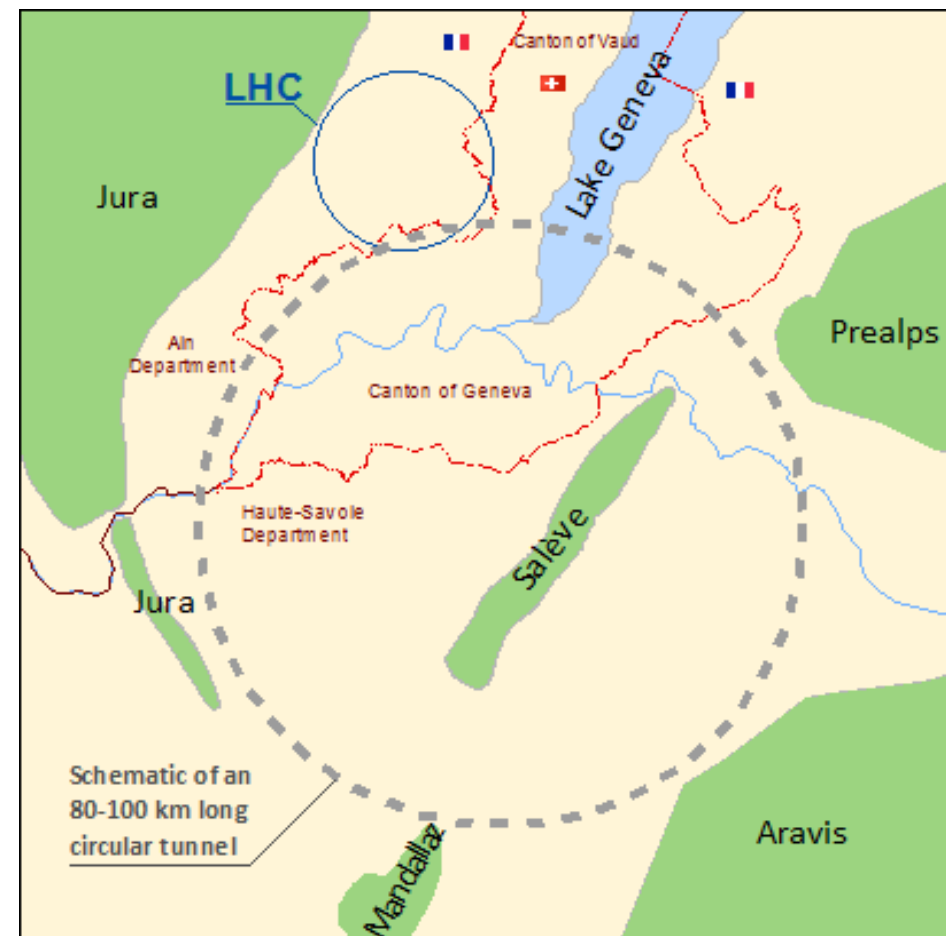 Canton of Vaud
LHC
Lake Geneva
Jura
Prealps
Ain
Department
Canton of Geneva
Haute-Savoie
Department
Salève
Jura
Schematic of an
80-100 km long
circular tunnel
Aravis
Mandallaz